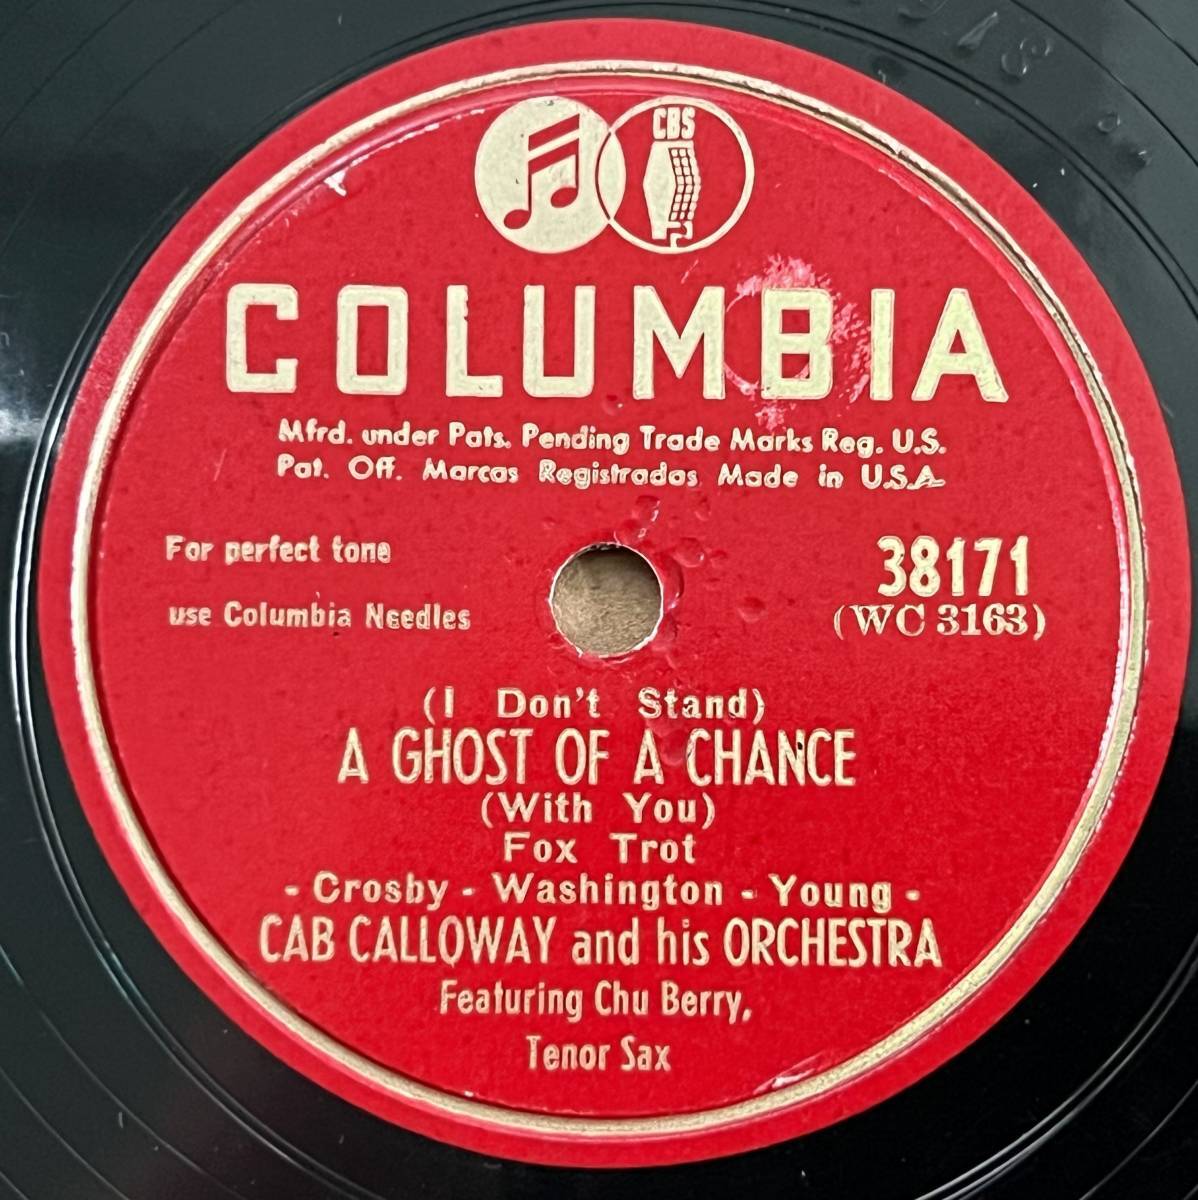 CBS
COLUMBIA
Mfrd. under Pats. Pending Trade Marks Reg. U.S.
Pat. Off. Marcas Registradas Made in U.S.A.
For perfect tone
38171
use Columbia Needles
(WC 3163)
(I Don't Stand)
A GHOST OF A CHANCE
(With You)
Fox Trot
- Crosby - Washington - Young -
CAB CALLOWAY and his ORCHESTRA
Featuring Chu Berry,
Tenor Sax